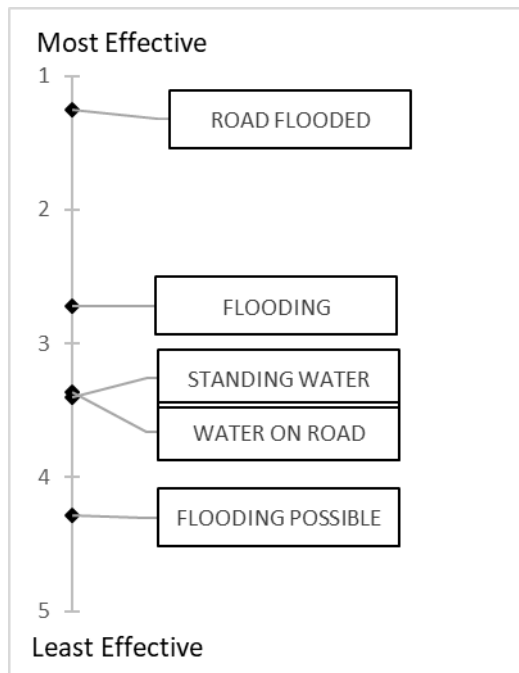 Most Effective
1
ROAD FLOODED
2
FLOODING
3
STANDING WATER
WATER ON ROAD
4
FLOODING POSSIBLE
5
Least Effective